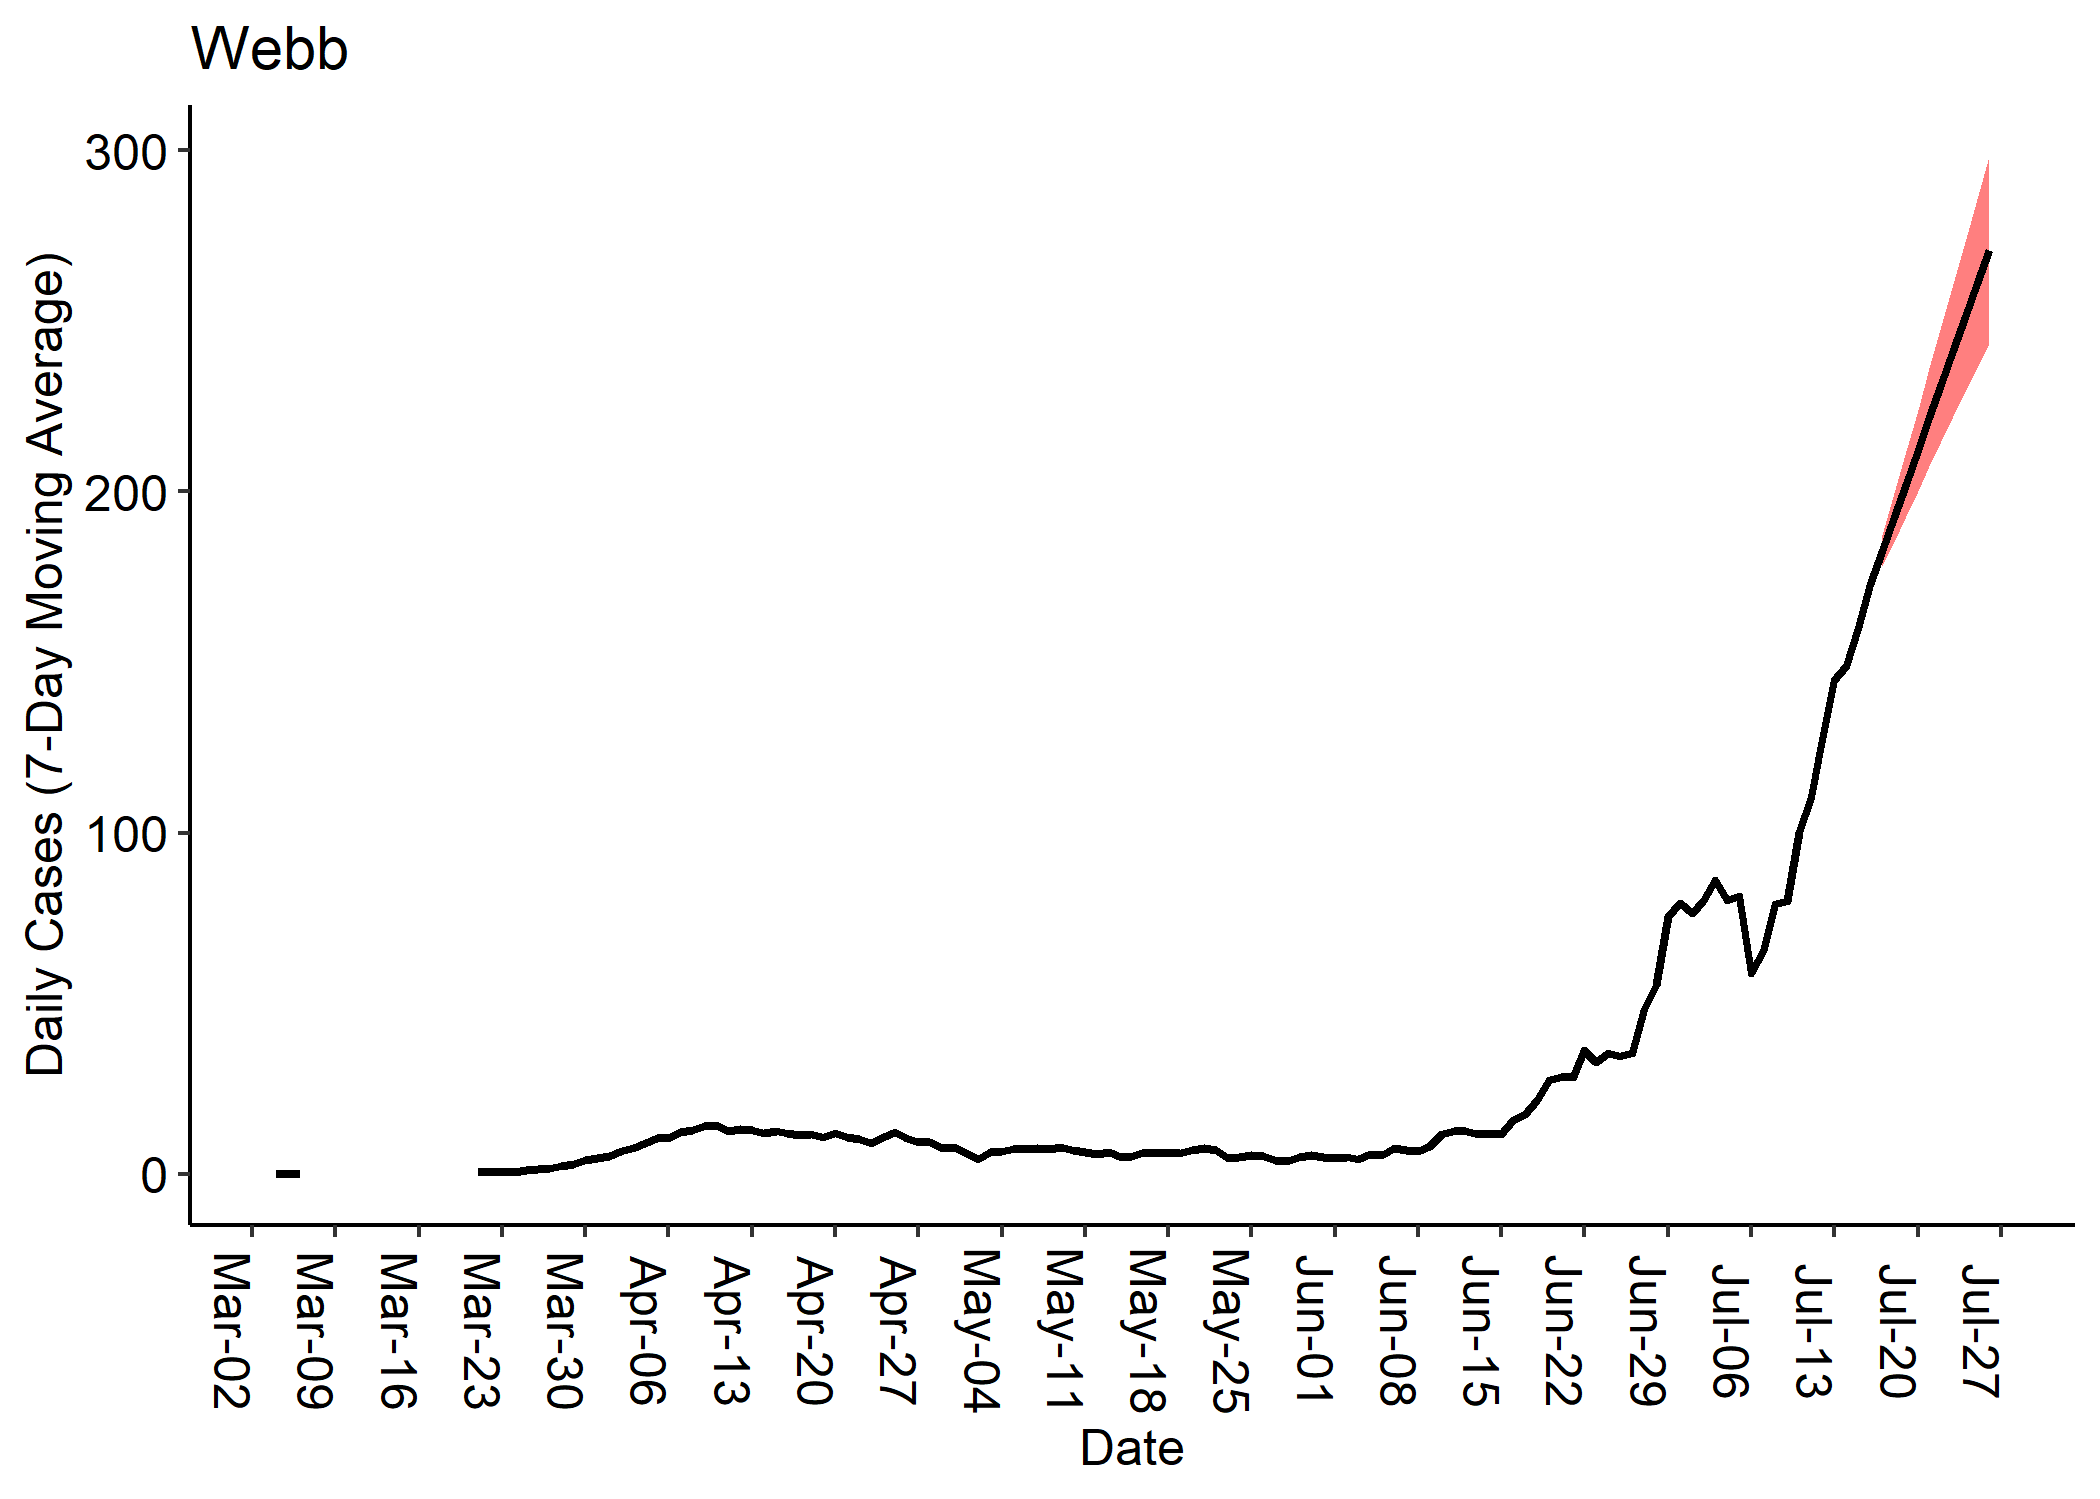 Webb
Daily Cases (7-Day Moving Average)
300
200
100
0
Mar-02
Mar-09
Mar-16
Mar-23
Mar-30
Apr-06
Apr-13
Apr-20
Apr-27
May-04
May-11
May-18
May-25
Jun-01
Jun-08
Jun-15
Jun-22
Jun-29
Jul-06
Jul-13
Jul-20
Jul-27
Date